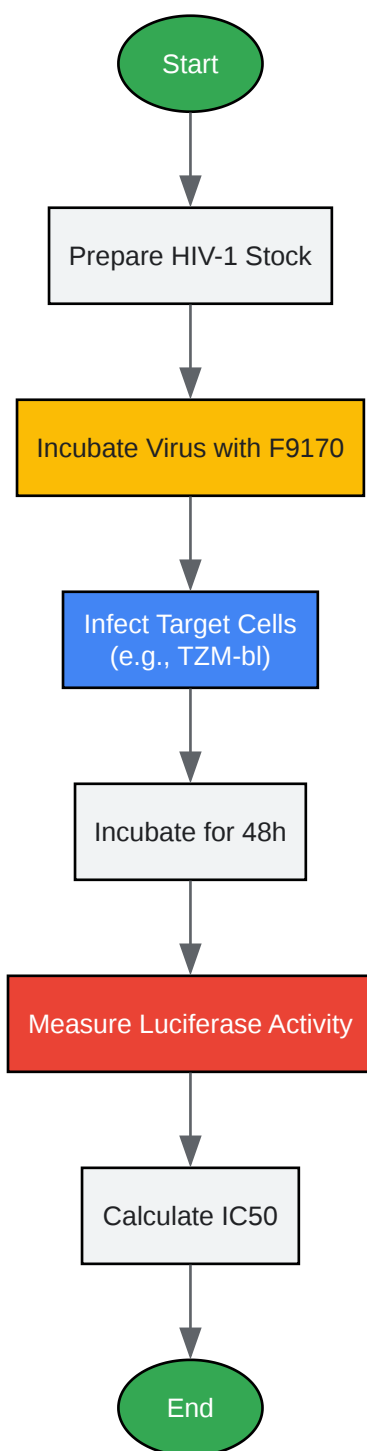 Start
Prepare HIV-1 Stock
Incubate Virus with F9170
Infect Target Cells
(e.g., TZM-bl)
Incubate for 48h
Measure Luciferase Activity
Calculate IC50
End